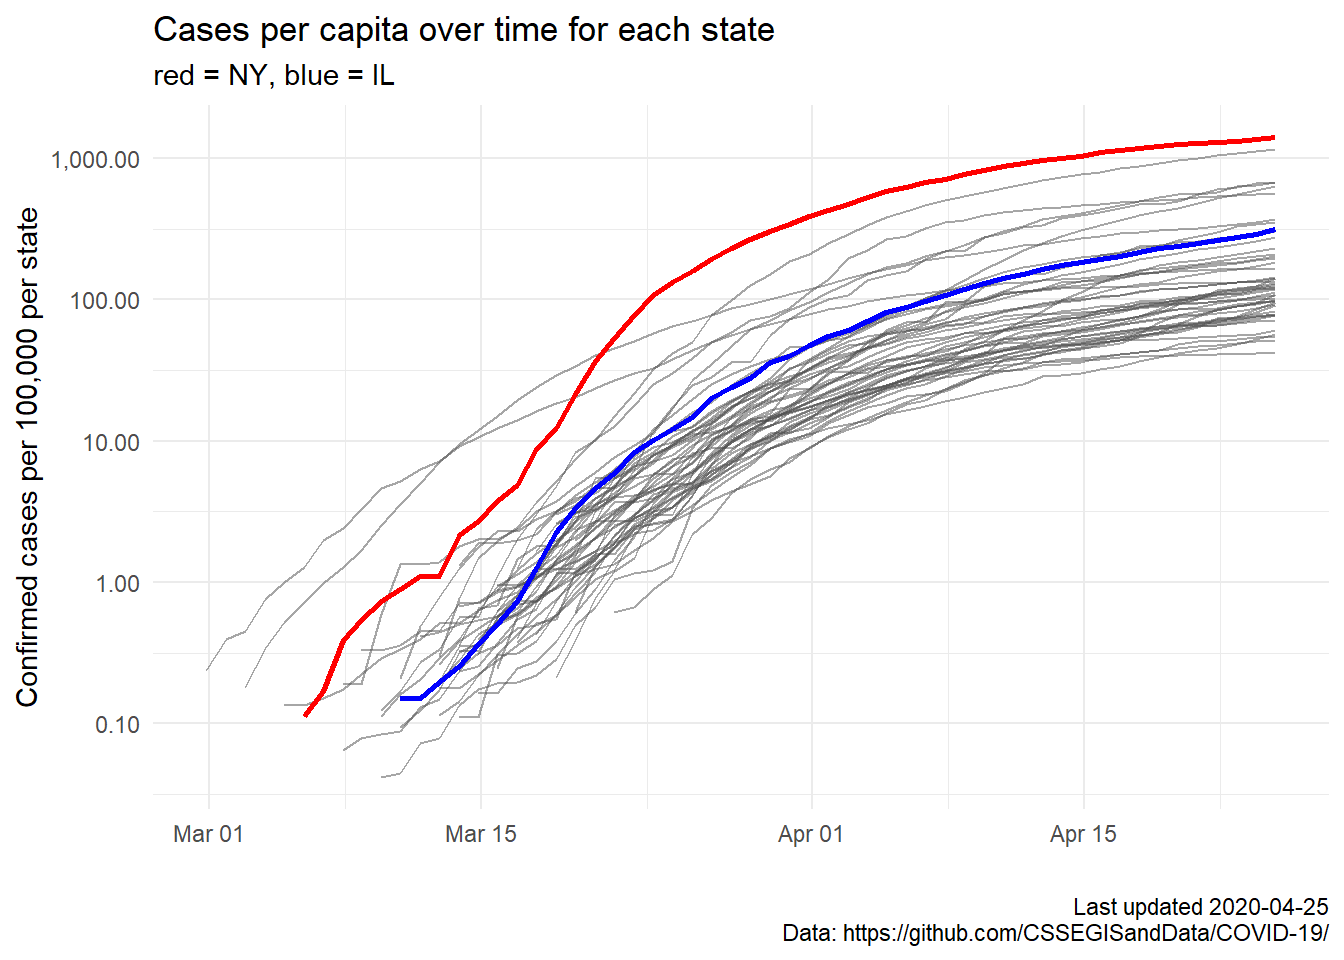 Cases per capita over time for each state
red = NY, blue = IL
Confirmed cases per 100,000 per state
1,000.00
100.00
10.00
1.00
0.10
Mar 01
Mar 15
Apr 01
Apr 15
Last updated 2020-04-25
Data: https://github.com/CSSEGISandData/COVID-19/